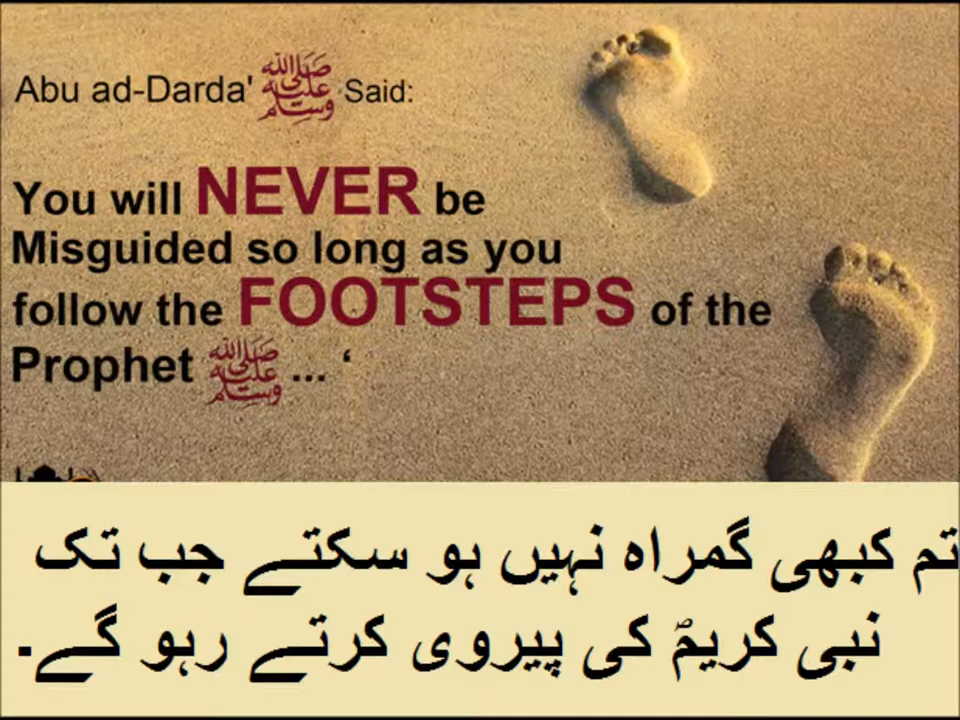 Abu ad-Darda' صلى الله عليه وسلم Said:
You will NEVER be
Misguided so long as you
follow the FOOTSTEPS of the
Prophet صلى الله عليه وسلم ... ‘
تم کبھی گمراہ نہیں ہو سکتے جب تک
نبی کریمؐ کی پیروی کرتے رہو گے۔